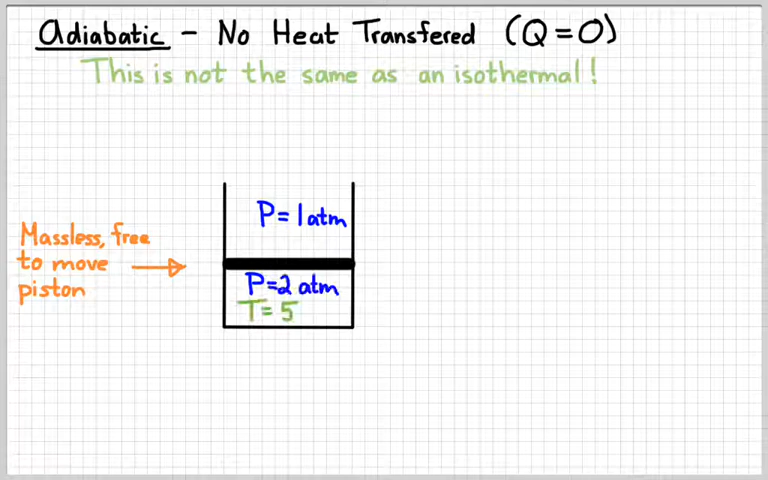 Adiabatic - No Heat Transfered (Q=0)
This is not the same as an isothermal!
P=1atm
Massless, free
to move
piston
P=2 atm
T=5